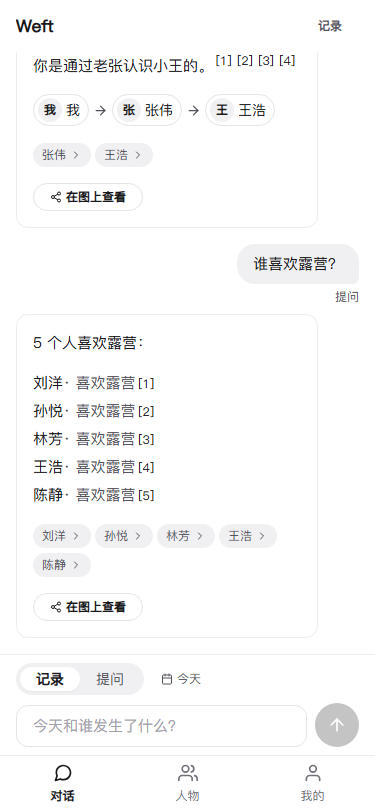 Weft
记录
你是通过老张认识小王的。[1] [2] [3] [4]
我 我 → 张 张伟 → 王 王浩
张伟 王浩
在图上查看
谁喜欢露营？
提问
5 个人喜欢露营：
刘洋· 喜欢露营 [1]
孙悦· 喜欢露营 [2]
林芳· 喜欢露营 [3]
王浩· 喜欢露营 [4]
陈静· 喜欢露营 [5]
刘洋 孙悦 林芳 王浩
陈静
在图上查看
记录 提问 今天
今天和谁发生了什么？
对话 人物 我的